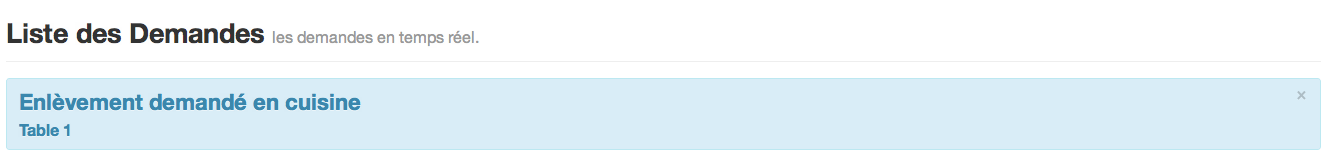 Liste des Demandes les demandes en temps réel.
Enlèvement demandé en cuisine
×
Table 1